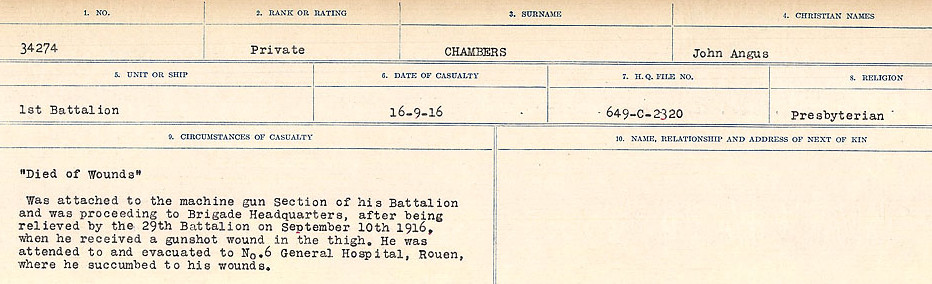 1. NO. 2. RANK OR RATING 3. SURNAME 4. CHRISTIAN NAMES
34274 Private CHAMBERS John Angus
5. UNIT OR SHIP 6. DATE OF CASUALTY 7. H.Q. FILE NO. 8. RELIGION
1st Battalion 16-9-16 649-C-2320 Presbyterian
9. CIRCUMSTANCES OF CASUALTY 10. NAME, RELATIONSHIP AND ADDRESS OF NEXT OF KIN
"Died of Wounds"
Was attached to the machine gun Section of his Battalion
and was proceeding to Brigade Headquarters, after being
relieved by the 29th Battalion on September 10th 1916,
when he received a gunshot wound in the thigh. He was
attended to and evacuated to No.6 General Hospital, Rouen,
where he succumbed to his wounds.